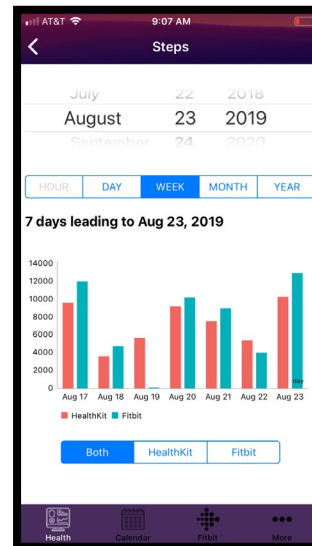 AT&T 9:07 AM
Steps
July 22 2018
August 23 2019
September 24 2020
HOUR DAY WEEK MONTH YEAR
7 days leading to Aug 23, 2019
14000
12000
10000
8000
6000
4000
2000
0
day
Aug 17 Aug 18 Aug 19 Aug 20 Aug 21 Aug 22 Aug 23
HealthKit Fitbit
Both HealthKit Fitbit
Health Calendar Fitbit More